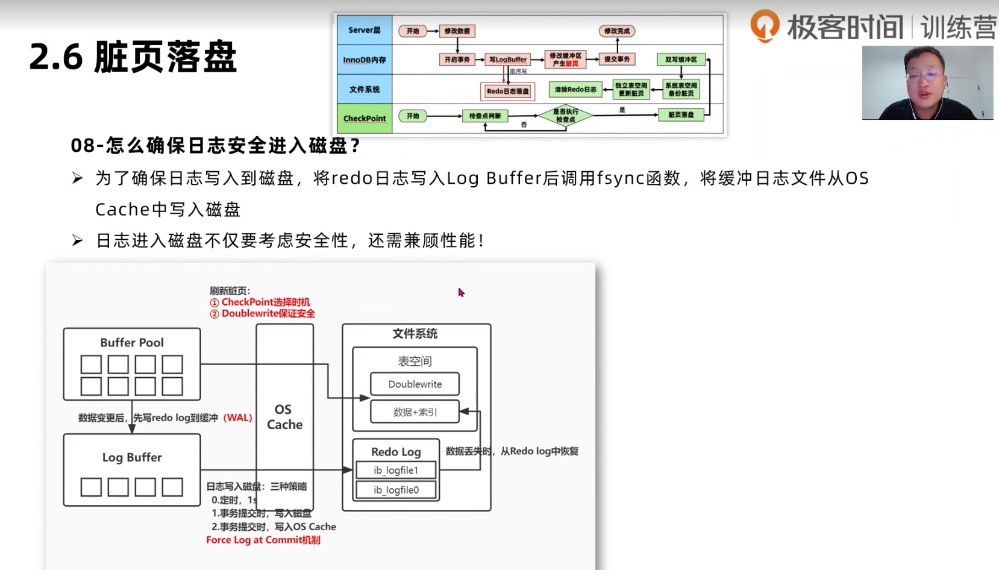 2.6 脏页落盘
极客时间 | 训练营
Server层
开始
修改数据
修改完成
InnoDB内存
开启事务
写LogBuffer
修改缓冲区
产生脏页
提交事务
双写缓冲区
顺序写
文件系统
Redo日志落盘
清除Redo日志
独立表空间
更新脏页
系统表空间
备份脏页
CheckPoint
开始
检查点判断
是否执行
检查点
是
否
脏页落盘
08-怎么确保日志安全进入磁盘？
➢ 为了确保日志写入到磁盘，将redo日志写入Log Buffer后调用fsync函数，将缓冲日志文件从OS
Cache中写入磁盘
➢ 日志进入磁盘不仅要考虑安全性，还需兼顾性能！
刷新脏页：
① CheckPoint选择时机
② Doublewrite保证安全
Buffer Pool
数据变更后，先写redo log到缓冲（WAL）
Log Buffer
OS
Cache
文件系统
表空间
Doublewrite
数据+索引
Redo Log
ib_logfile1
ib_logfile0
数据丢失时，从Redo log中恢复
日志写入磁盘：三种策略
0.定时，1s
1.事务提交时，写入磁盘
2.事务提交时，写入OS Cache
Force Log at Commit机制